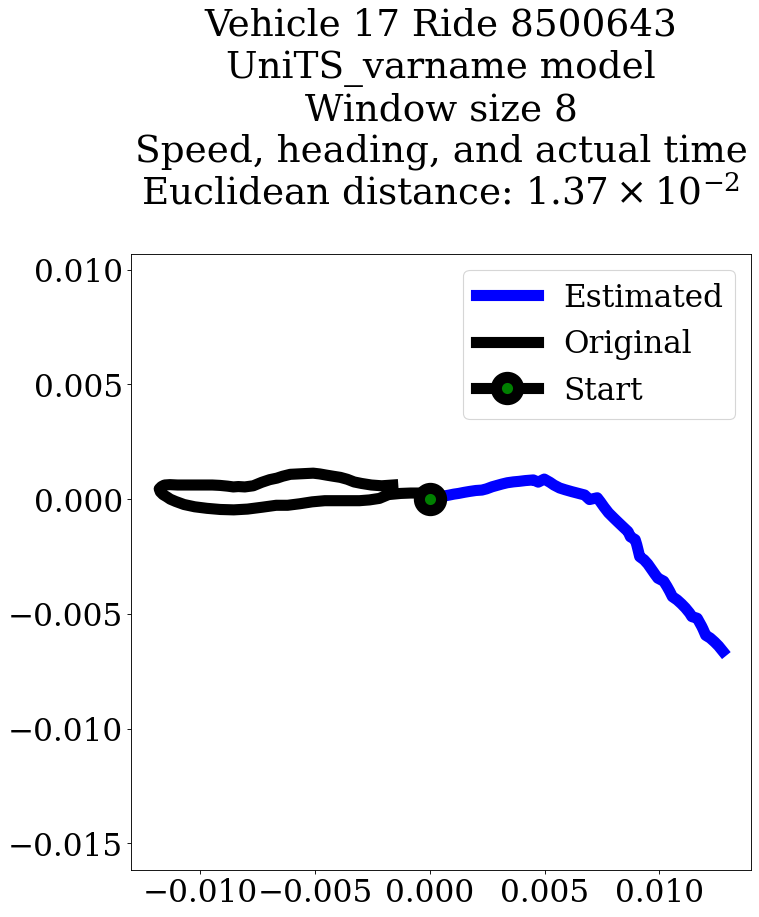 Vehicle 17 Ride 8500643
UniTS_varname model
Window size 8
Speed, heading, and actual time
Euclidean distance: 1.37 × 10⁻²
Estimated
Original
Start
0.010
0.005
0.000
−0.005
−0.010
−0.015
−0.010 −0.005 0.000 0.005 0.010